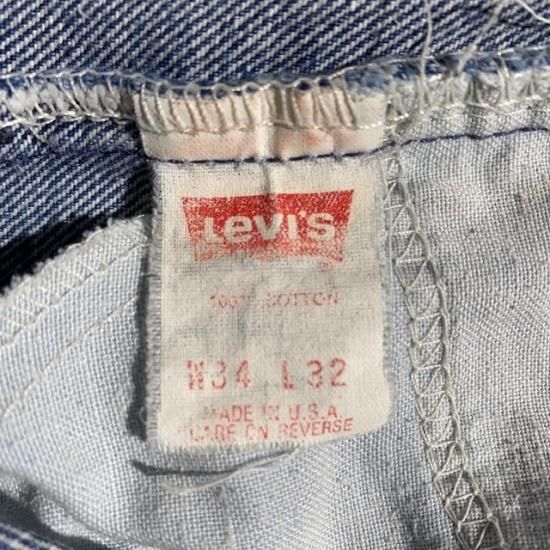 Levi's
100% COTTON
W34 L32
MADE IN U.S.A.
CARE ON REVERSE